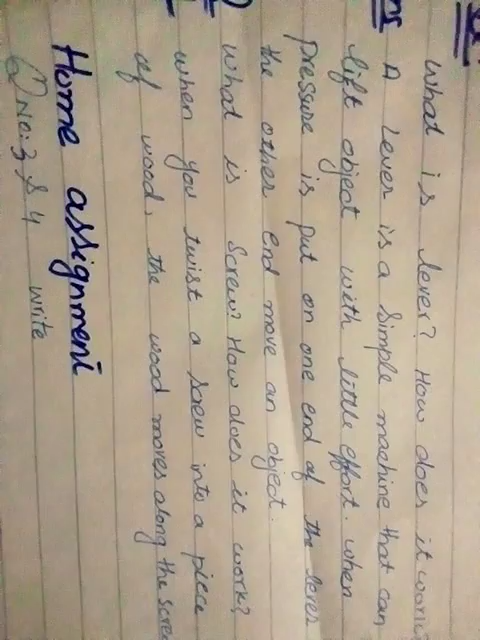 What is lever? How does it work
Ans A Lever is a simple machine that can
lift object with little effort. when
pressure is put on one end of the lever
the other end move an object.
Q what is Screw? How does it work?
when you twist a screw into a piece
of wood, the wood moves along the screw
Home assignment
Q No: 3 & 4 write